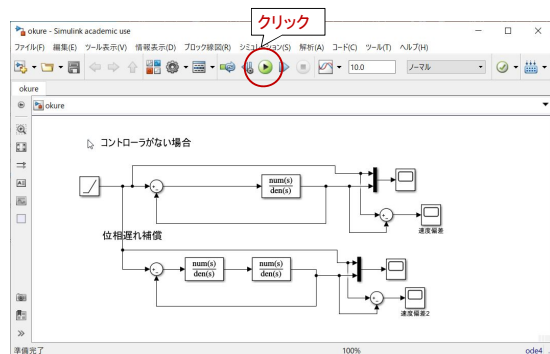 クリック
okure - Simulink academic use
ファイル(F) 編集(E) ツール表示(V) 情報表示(D) ブロック線図(R) シミュレーション(S) 解析(A) コード(C) ツール(T) ヘルプ(H)
10.0 ノーマル
okure
okure
コントローラがない場合
num(s)
den(s)
速度偏差
位相遅れ補償
num(s)
den(s)
num(s)
den(s)
速度偏差2
準備完了 100% ode4